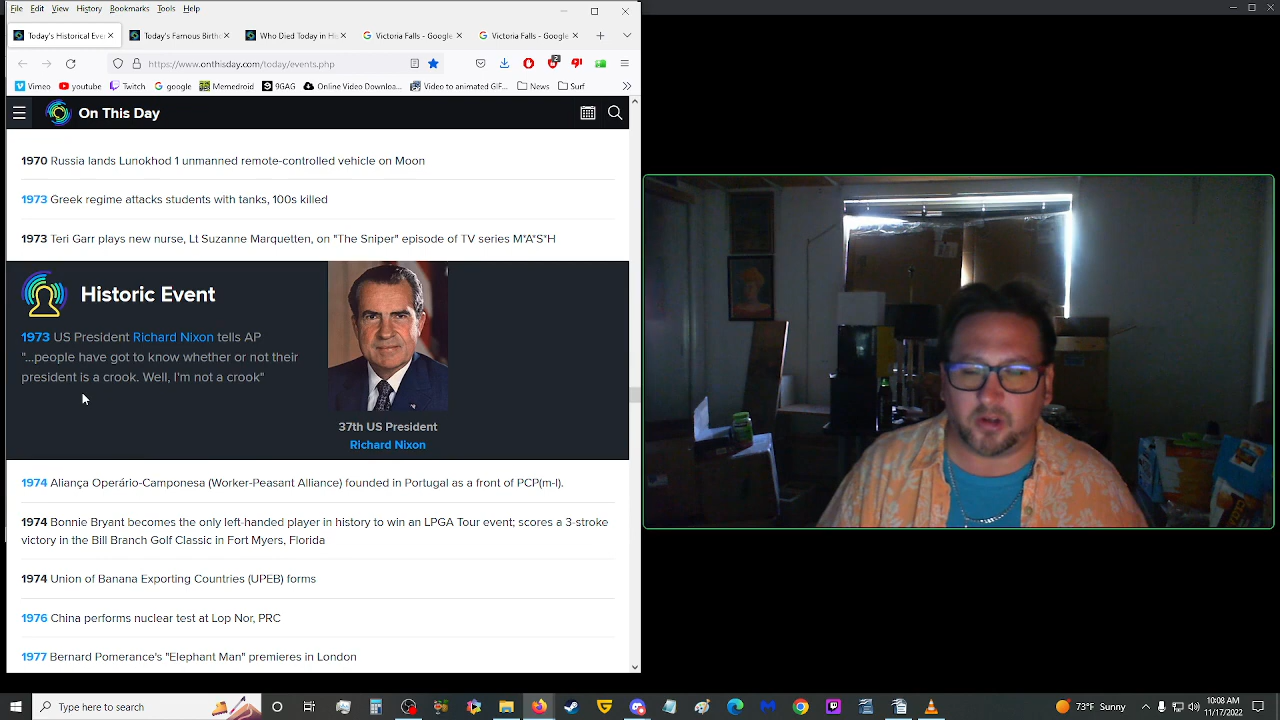 File Edit View History Bookmarks Tools Help
Today's Historical Eve
Today's Famous Birth
Who Died Today in His
Victoria Falls - Google
Victoria Falls - Google
https://www.onthisday.com/today/events.php
2
Vimeo youtube Twitch google Memedroid 9GAG Online Video Downloa... Video to animated GIF... News Surf
On This Day
1970 Russia lands Lunokhod 1 unmanned remote-controlled vehicle on Moon
1973 Greek regime attacks students with tanks, 100s killed
1973 Teri Garr plays new nurse, Lt Suzanne Marquetten, on "The Sniper" episode of TV series M*A*S*H
Historic Event
1973 US President Richard Nixon tells AP
"...people have got to know whether or not their
president is a crook. Well, I'm not a crook"
37th US President
Richard Nixon
1974 Aliança Operário-Camponesa (Worker-Peasant Alliance) founded in Portugal as a front of PCP(m-l).
1974 Bonnie Bryant becomes the only left-handed player in history to win an LPGA Tour event; scores a 3-stroke
victory in the Bill Branch Golf Classic in Fort Myers, Florida
1974 Union of Banana Exporting Countries (UPEB) forms
1976 China performs nuclear test at Lop Nor, PRC
1977 Bernard Pomerance's "Elephant Man" premieres in London
Type here to search
73°F Sunny
10:08 AM
11/17/2022